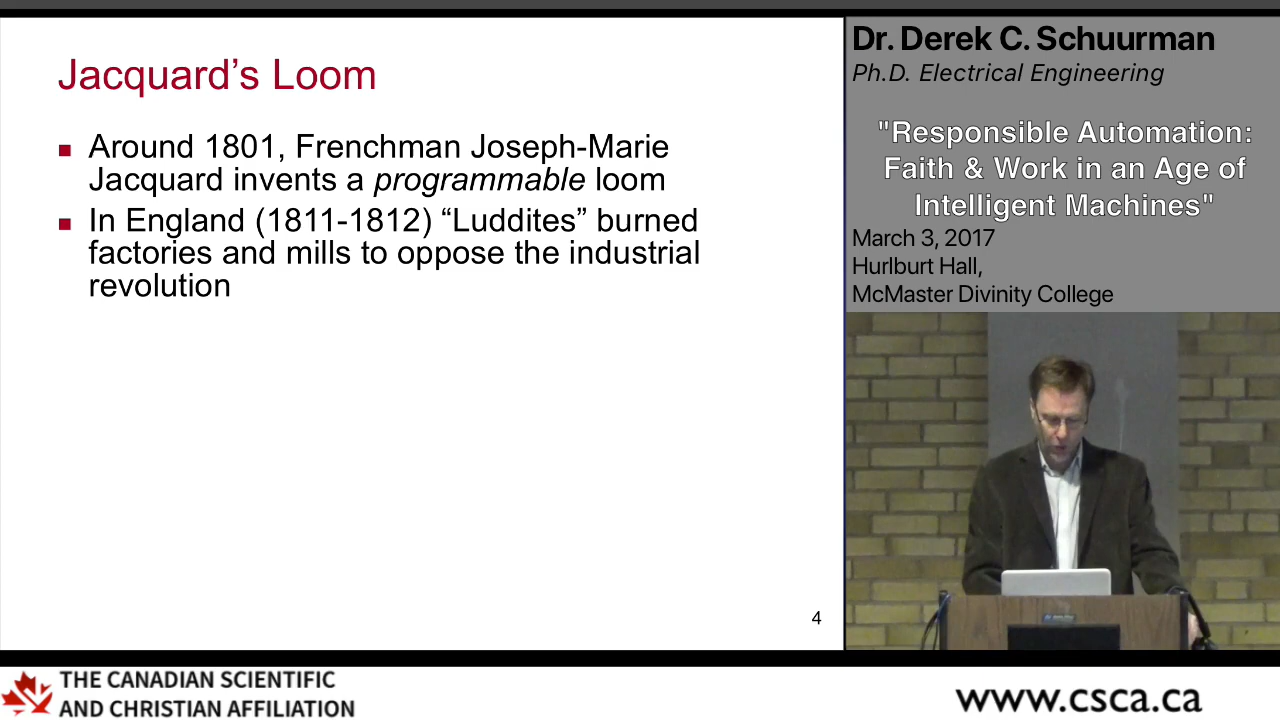 Jacquard's Loom
Around 1801, Frenchman Joseph-Marie
Jacquard invents a programmable loom
In England (1811-1812) “Luddites” burned
factories and mills to oppose the industrial
revolution
4
Dr. Derek C. Schuurman
Ph.D. Electrical Engineering
"Responsible Automation:
Faith & Work in an Age of
Intelligent Machines"
March 3, 2017
Hurlburt Hall,
McMaster Divinity College
THE CANADIAN SCIENTIFIC
AND CHRISTIAN AFFILIATION
www.csca.ca